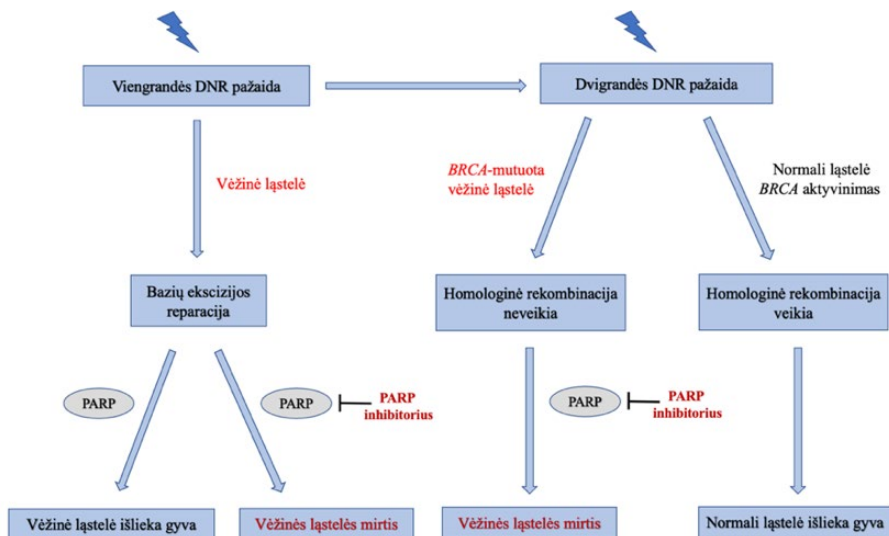 Viengrandės DNR pažaida
Dvigrandės DNR pažaida
Vėžinė ląstelė
BRCA-mutuota
vėžinė ląstelė
Normali ląstelė
BRCA aktyvinimas
Bazių ekscizijos
reparacija
Homologinė rekombinacija
neveikia
Homologinė rekombinacija
veikia
PARP
PARP
PARP
inhibitorius
PARP
PARP
inhibitorius
Vėžinė ląstelė išlieka gyva
Vėžinės ląstelės mirtis
Vėžinės ląstelės mirtis
Normali ląstelė išlieka gyva